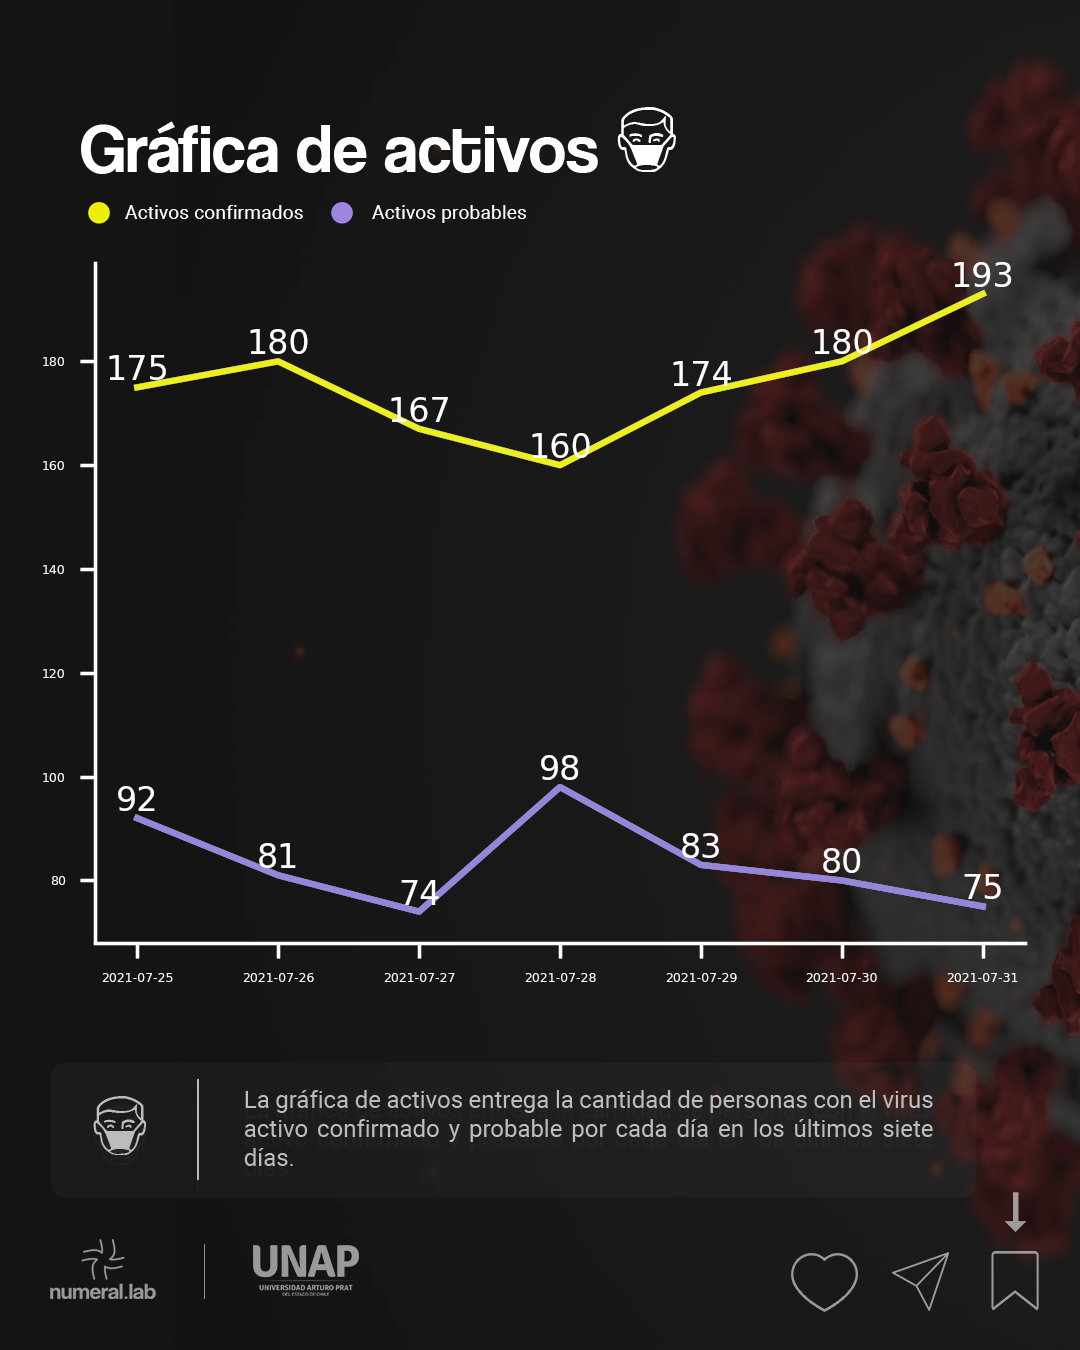 Gráfica de activos
Activos confirmados Activos probables
193
180 175 180 180
174
167
160 160
140
120
100
98
92
83
81 80
80 74 75
2021-07-25 2021-07-26 2021-07-27 2021-07-28 2021-07-29 2021-07-30 2021-07-31
La gráfica de activos entrega la cantidad de personas con el virus
activo confirmado y probable por cada día en los últimos siete
días.
numeral.lab
UNAP
UNIVERSIDAD ARTURO PRAT
DEL ESTADO DE CHILE